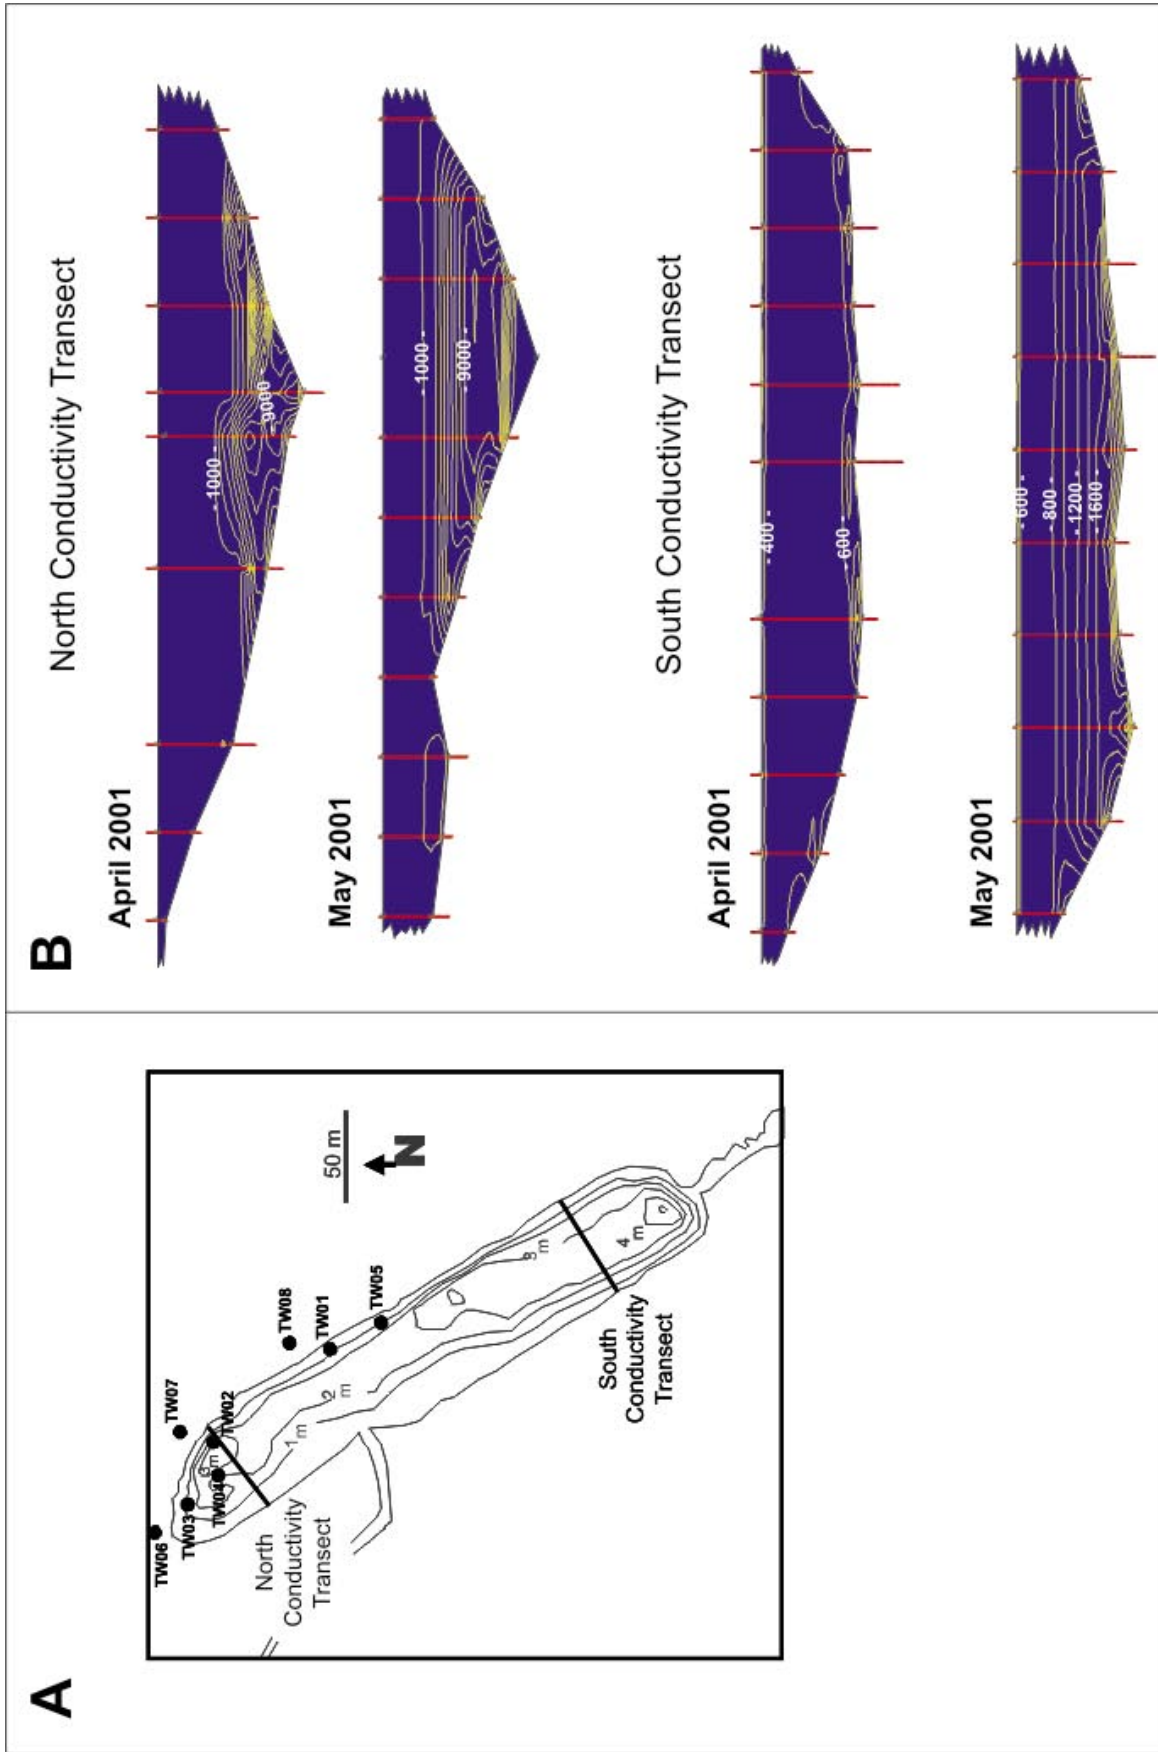 A
TW06
TW03
TW04
TW07
TW02
TW08
TW01
TW05
3
m
1 m
2
m
3
m
4
m
50 m
N
North
Conductivity
Transect
South
Conductivity
Transect
B
North Conductivity Transect
April 2001
- 1000 -
-9000-
May 2001
- 1000 -
- 9000 -
South Conductivity Transect
April 2001
- 400 -
- 600 -
May 2001
- 600 -
- 800 -
- 1200 -
- 1600 -